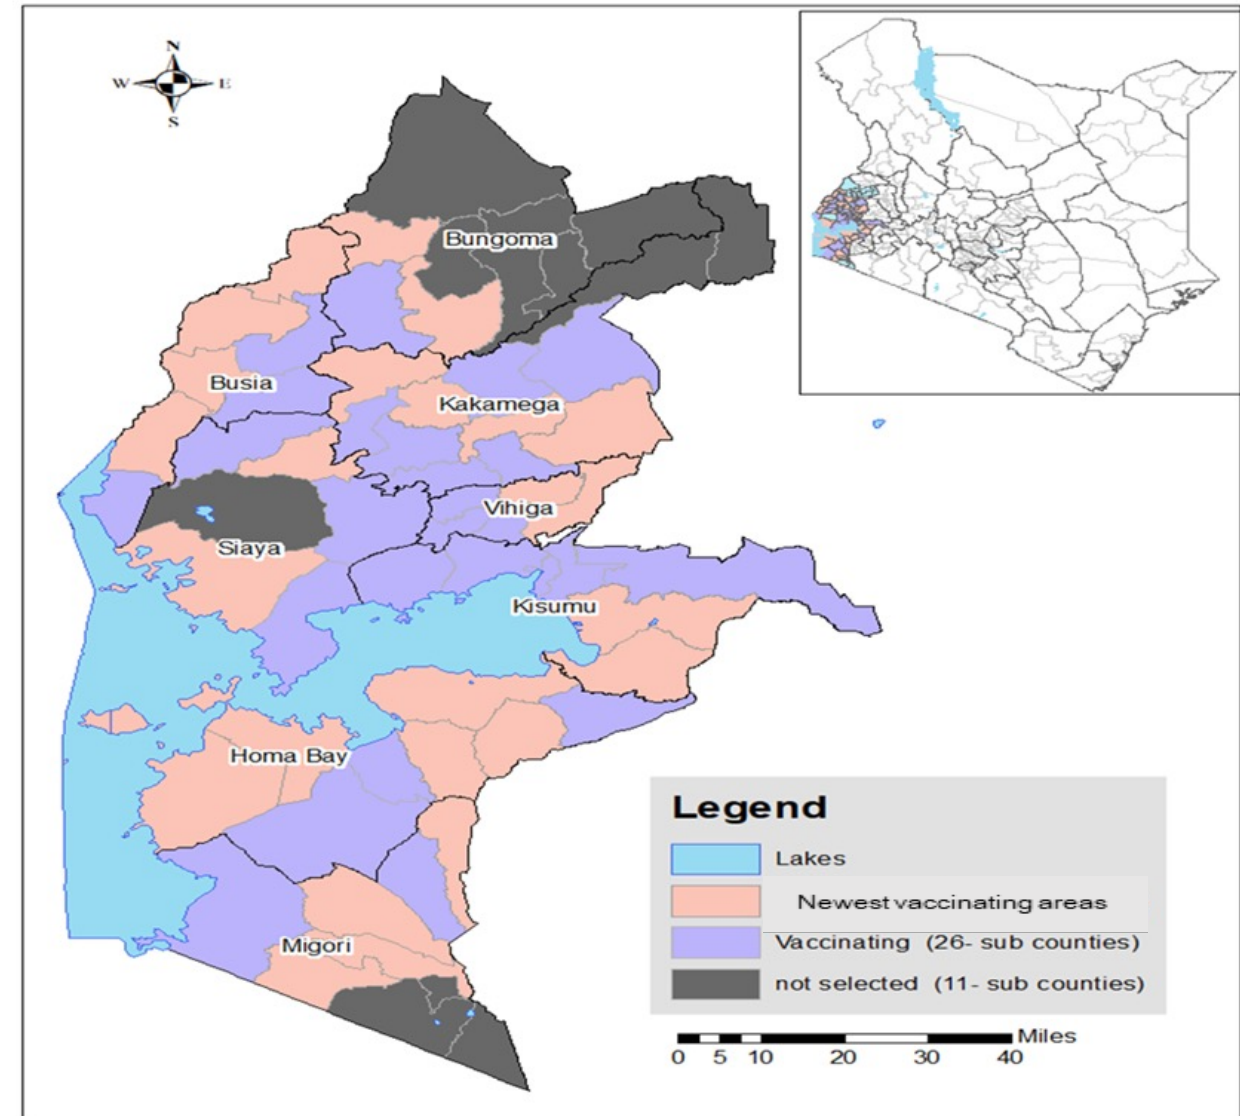 N
W E
S
Bungoma
Busia
Kakamega
Vihiga
Siaya
Kisumu
Homa Bay
Migori
Legend
Lakes
Newest vaccinating areas
Vaccinating (26- sub counties)
not selected (11- sub counties)
Miles
0 5 10 20 30 40